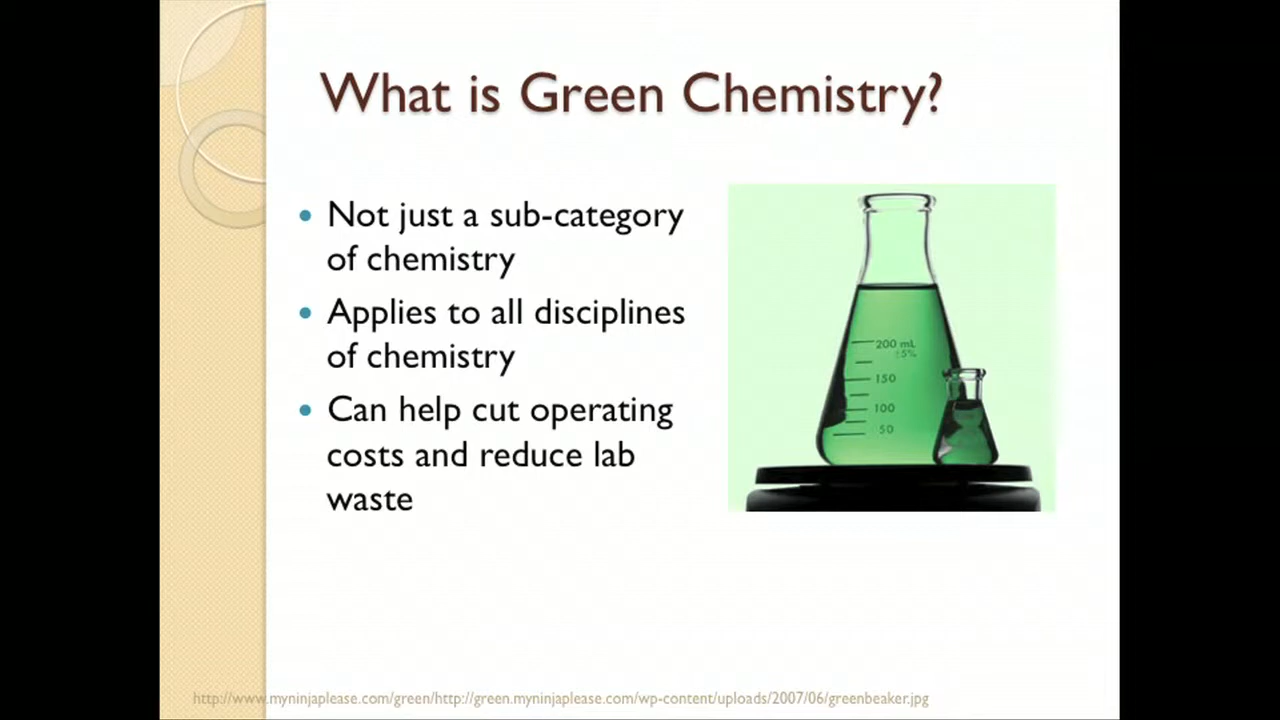 What is Green Chemistry?
• Not just a sub-category
of chemistry
• Applies to all disciplines
of chemistry
• Can help cut operating
costs and reduce lab
waste
200 mL
±5%
150
100
50
http://www.myninjaplease.com/green/http://green.myninjaplease.com/wp-content/uploads/2007/06/greenbeaker.jpg